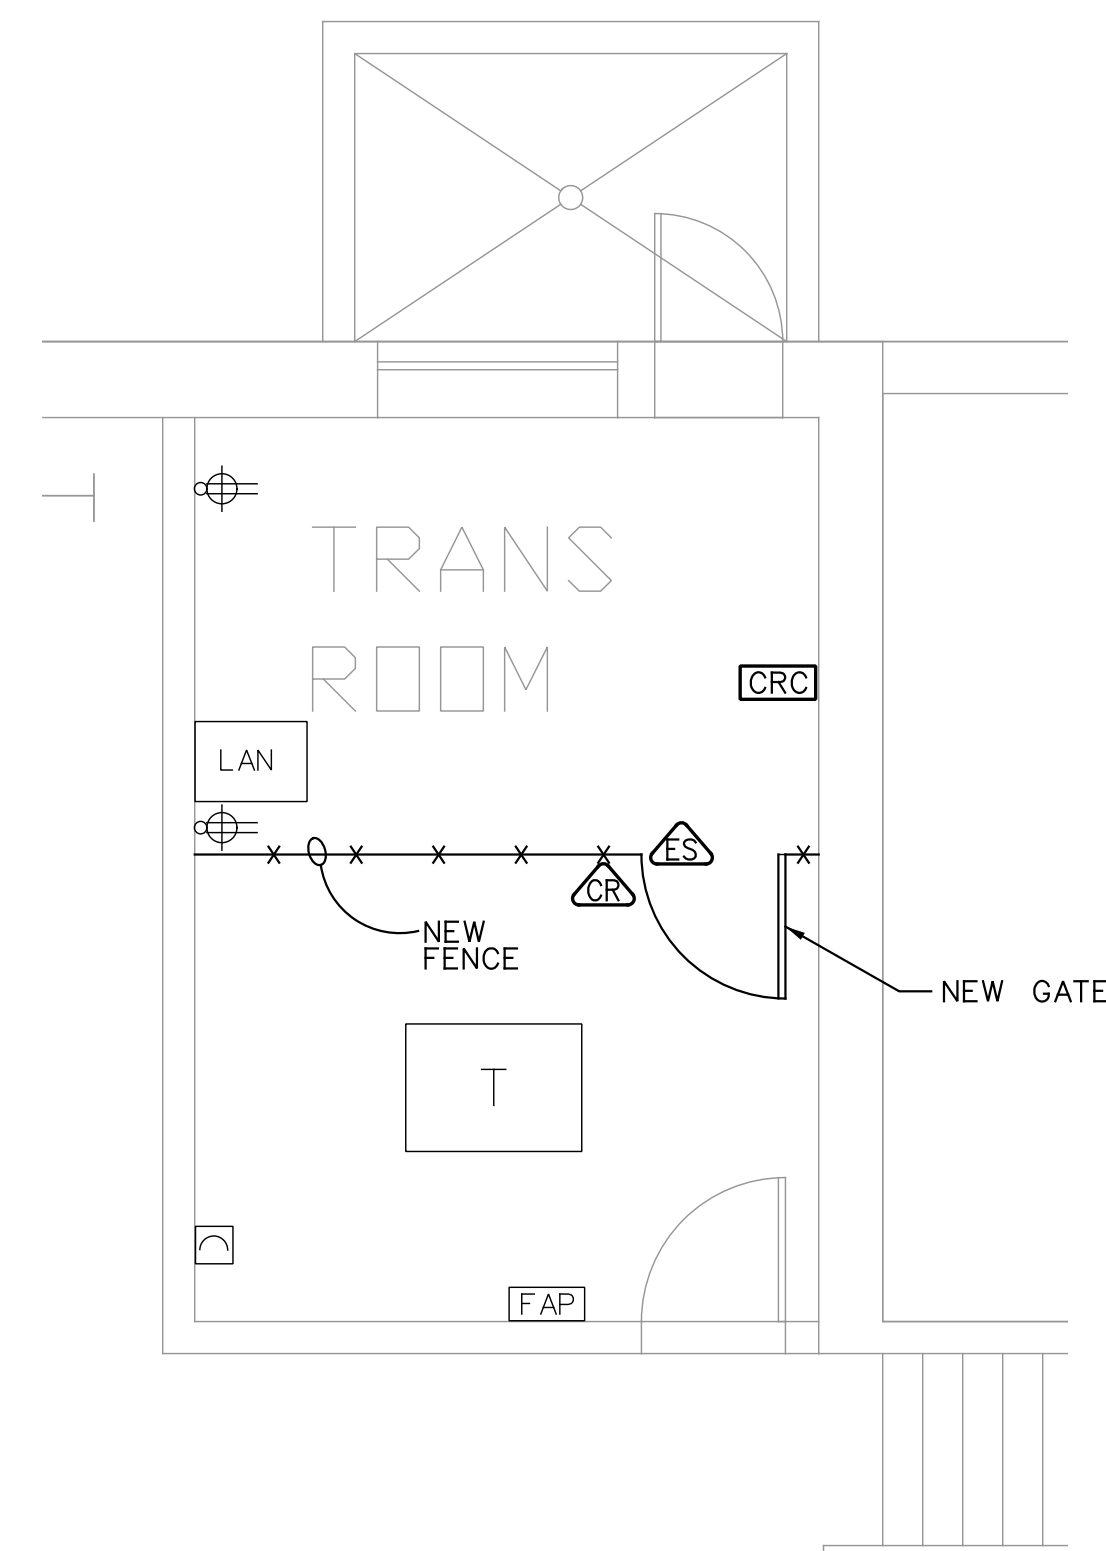 TRANS
ROOM
CRC
LAN
ES
CR
NEW
FENCE
NEW GATE
T
FAP